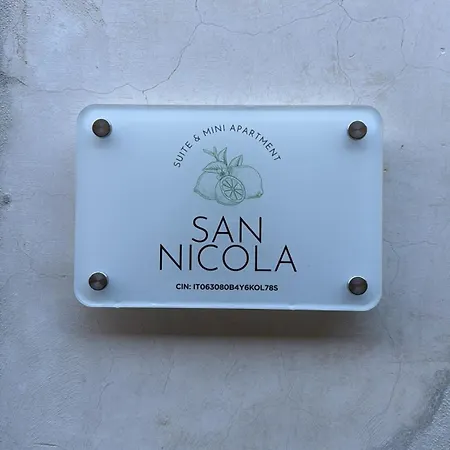 SUITE & MINI APARTMENT
SAN
NICOLA
CIN: IT063080B4Y6KOL78S